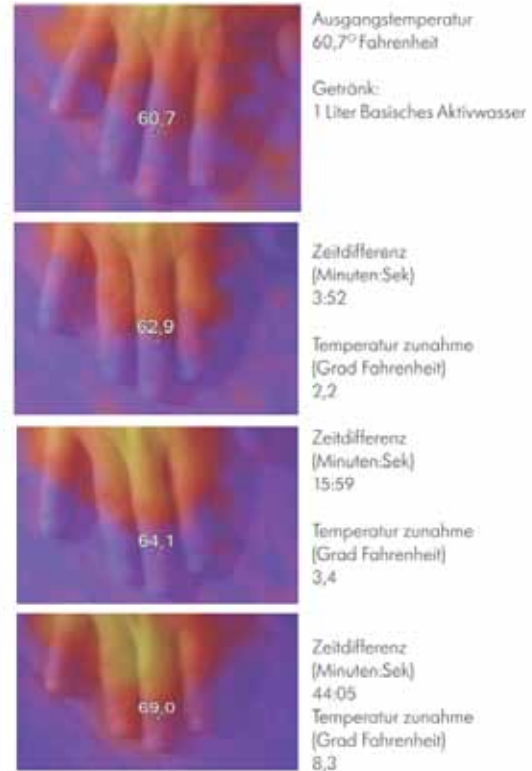 60,7
Ausgangstemperatur
60,7° Fahrenheit
Getränk:
1 Liter Basisches Aktivwasser
62,9
Zeitdifferenz
(Minuten:Sek)
3:52
Temperatur zunahme
(Grad Fahrenheit)
2,2
64,1
Zeitdifferenz
(Minuten:Sek)
15:59
Temperatur zunahme
(Grad Fahrenheit)
3,4
69,0
Zeitdifferenz
(Minuten:Sek)
44:05
Temperatur zunahme
(Grad Fahrenheit)
8,3